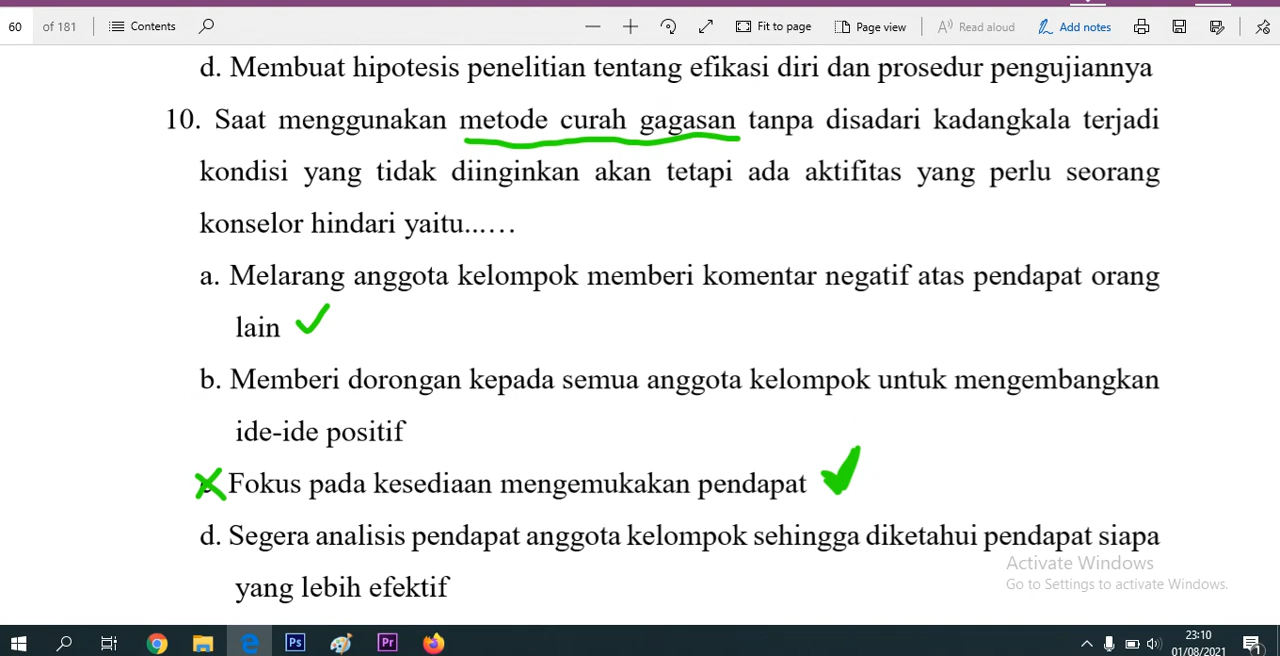 60 of 181 Contents Fit to page Page view Read aloud Add notes
d. Membuat hipotesis penelitian tentang efikasi diri dan prosedur pengujiannya
10. Saat menggunakan metode curah gagasan tanpa disadari kadangkala terjadi
kondisi yang tidak diinginkan akan tetapi ada aktifitas yang perlu seorang
konselor hindari yaitu...…
a. Melarang anggota kelompok memberi komentar negatif atas pendapat orang
lain
b. Memberi dorongan kepada semua anggota kelompok untuk mengembangkan
ide-ide positif
Fokus pada kesediaan mengemukakan pendapat
d. Segera analisis pendapat anggota kelompok sehingga diketahui pendapat siapa
yang lebih efektif
Activate Windows
Go to Settings to activate Windows.
Ps Pr
23:10
01/08/2021
1